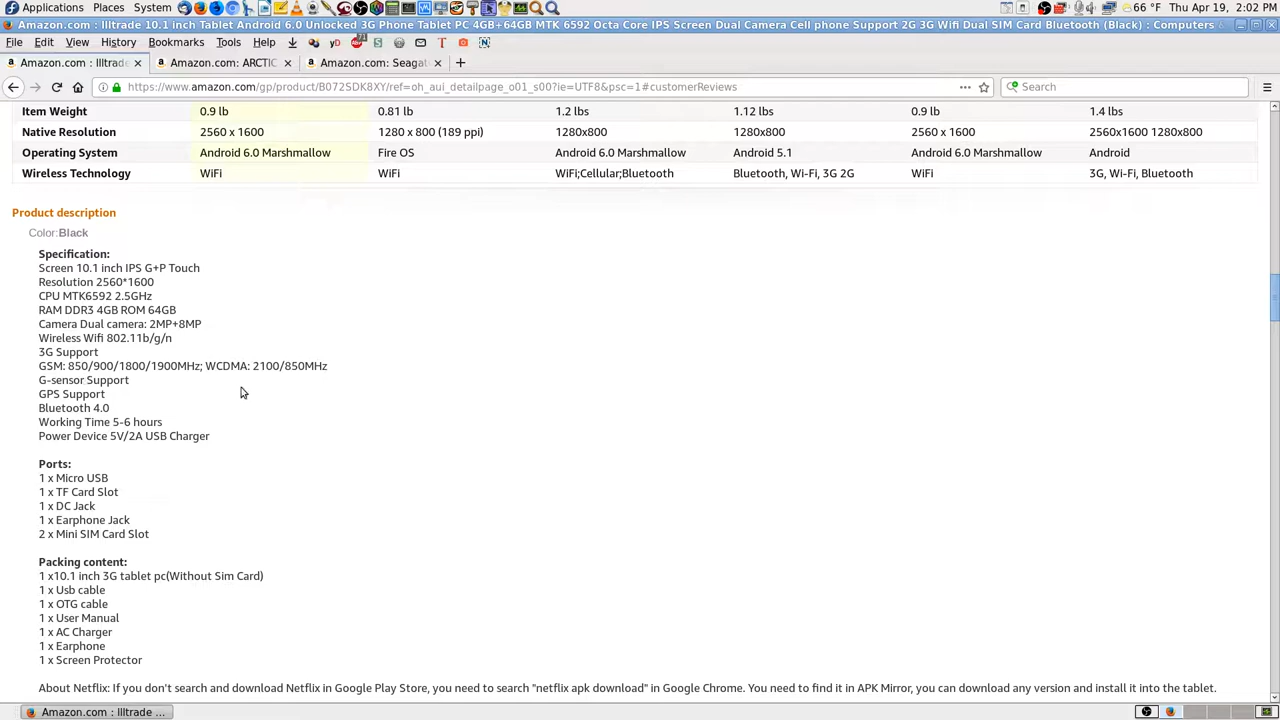 Applications Places System 66 °F Thu Apr 19, 2:02 PM
Amazon.com : Illtrade 10.1 inch Tablet Android 6.0 Unlocked 3G Phone Tablet PC 4GB+64GB MTK 6592 Octa Core IPS Screen Dual Camera Cell phone Support 2G 3G Wifi Dual SIM Card Bluetooth (Black) : Computers
File Edit View History Bookmarks Tools Help
Amazon.com : Illtrade Amazon.com: ARCTIC Amazon.com : Seagat
https://www.amazon.com/gp/product/B072SDK8XY/ref=oh_aui_detailpage_o01_s00?ie=UTF8&psc=1#customerReviews Search
Item Weight 0.9 lb 0.81 lb 1.2 lbs 1.12 lbs 0.9 lb 1.4 lbs
Native Resolution 2560 x 1600 1280 x 800 (189 ppi) 1280x800 1280x800 2560 x 1600 2560x1600 1280x800
Operating System Android 6.0 Marshmallow Fire OS Android 6.0 Marshmallow Android 5.1 Android 6.0 Marshmallow Android
Wireless Technology WiFi WiFi WiFi;Cellular;Bluetooth Bluetooth, Wi-Fi, 3G 2G WiFi 3G, Wi-Fi, Bluetooth
Product description
Color:Black
Specification:
Screen 10.1 inch IPS G+P Touch
Resolution 2560*1600
CPU MTK6592 2.5GHz
RAM DDR3 4GB ROM 64GB
Camera Dual camera: 2MP+8MP
Wireless Wifi 802.11b/g/n
3G Support
GSM: 850/900/1800/1900MHz; WCDMA: 2100/850MHz
G-sensor Support
GPS Support
Bluetooth 4.0
Working Time 5-6 hours
Power Device 5V/2A USB Charger
Ports:
1 x Micro USB
1 x TF Card Slot
1 x DC Jack
1 x Earphone Jack
2 x Mini SIM Card Slot
Packing content:
1 x10.1 inch 3G tablet pc(Without Sim Card)
1 x Usb cable
1 x OTG cable
1 x User Manual
1 x AC Charger
1 x Earphone
1 x Screen Protector
About Netflix: If you don't search and download Netflix in Google Play Store, you need to search "netflix apk download" in Google Chrome. You need to find it in APK Mirror, you can download any version and install it into the tablet.
Amazon.com : Illtrade ...